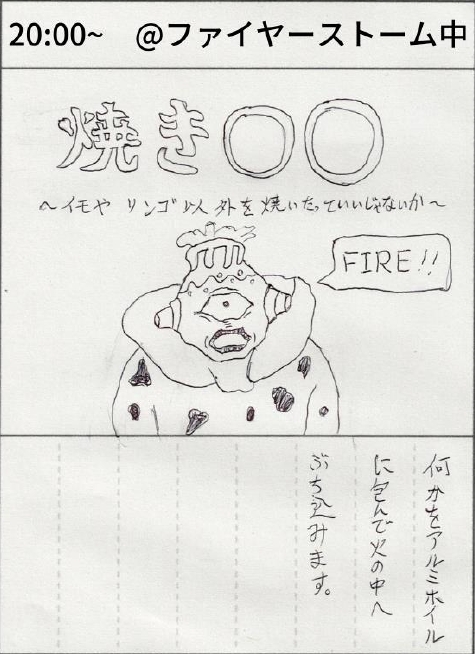 20:00~ @ファイヤーストーム中
焼き○○
～イモや リンゴ以外を焼いたっていいじゃないか～
FIRE!!
何かをアルミホイル
に包んで火の中へ
ぶち込みます。